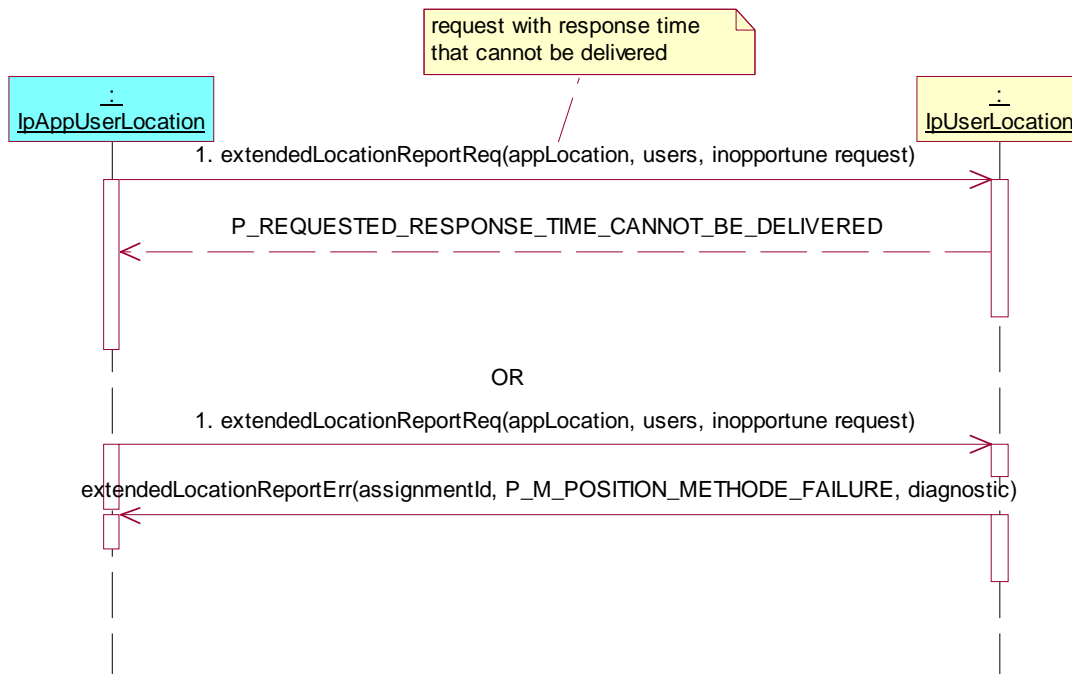 request with response time
that cannot be delivered
:
IpAppUserLocation
:
IpUserLocation
1. extendedLocationReportReq(appLocation, users, inopportune request)
P_REQUESTED_RESPONSE_TIME_CANNOT_BE_DELIVERED
OR
1. extendedLocationReportReq(appLocation, users, inopportune request)
extendedLocationReportErr(assignmentId, P_M_POSITION_METHODE_FAILURE, diagnostic)